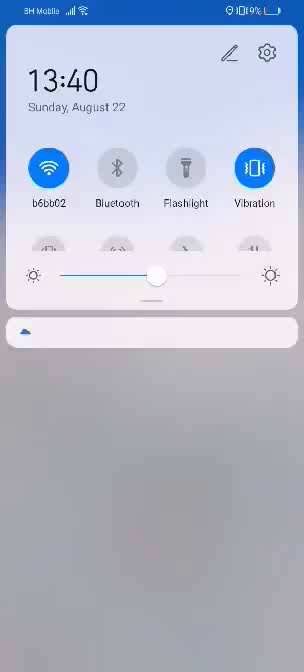 BH Mobile
9%
13:40
Sunday, August 22
b6bb02
Bluetooth
Flashlight
Vibration